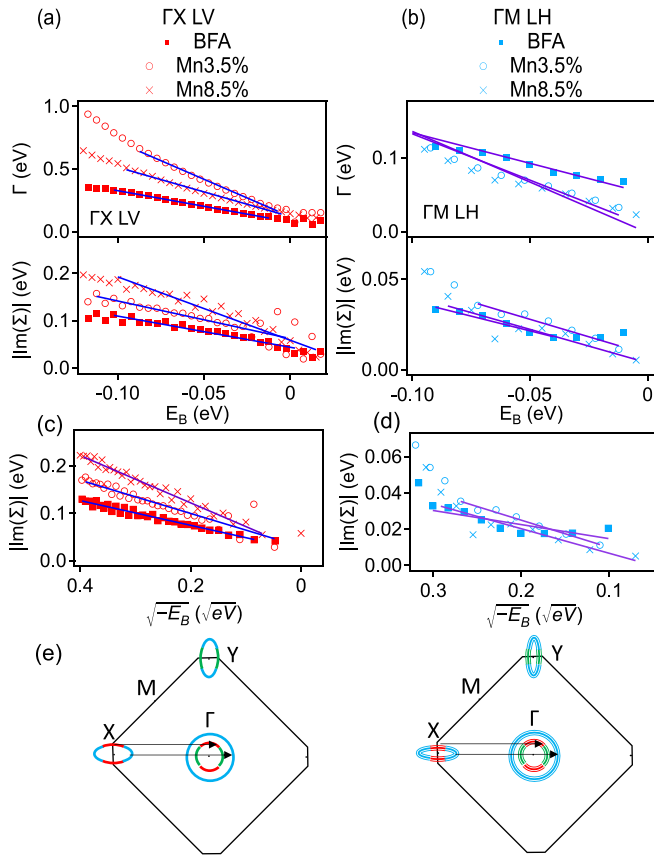 (a) ΓX LV
■ BFA
○ Mn3.5%
× Mn8.5%
1.0
0.5
0.0
Γ (eV)
ΓX LV
0.2
0.1
0.0
|Im(Σ)| (eV)
-0.10 -0.05 0
E_B (eV)
(b) ΓM LH
■ BFA
○ Mn3.5%
× Mn8.5%
0.1
Γ (eV)
ΓM LH
0.05
0.00
|Im(Σ)| (eV)
-0.10 -0.05 0
E_B (eV)
(c)
0.2
0.1
0.0
|Im(Σ)| (eV)
0.4 0.2 0
√-E_B (√eV)
(d)
0.06
0.04
0.02
0.00
|Im(Σ)| (eV)
0.3 0.2 0.1
√-E_B (√eV)
(e)
Y
M
X
Γ
Y
M
X
Γ